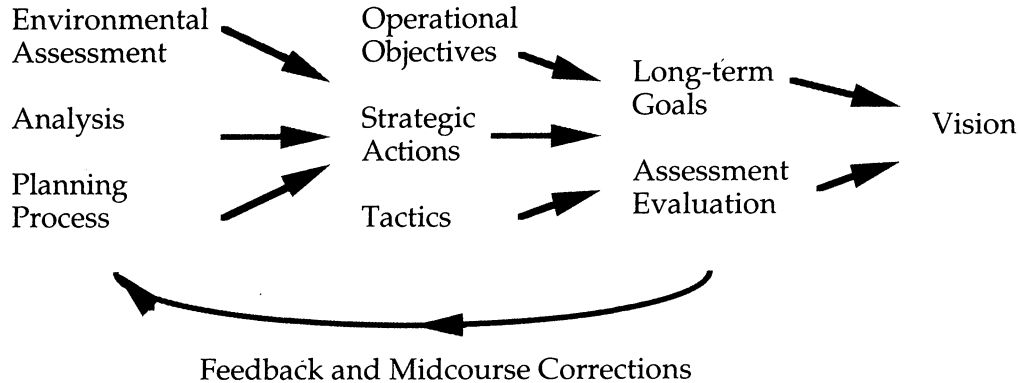 Environmental
Assessment
Analysis
Planning
Process
Operational
Objectives
Strategic
Actions
Tactics
Long-term
Goals
Assessment
Evaluation
Vision
Feedback and Midcourse Corrections